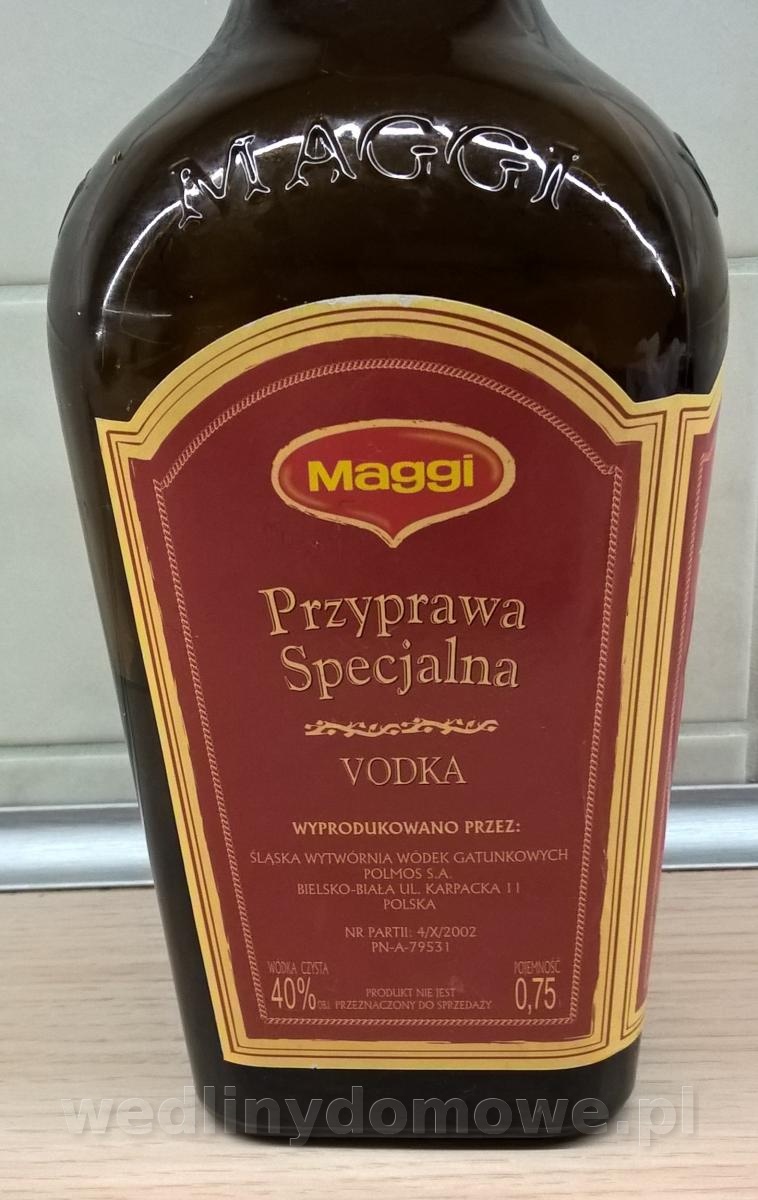 MAGGI
Maggi
Przyprawa
Specjalna
VODKA
WYPRODUKOWANO PRZEZ:
ŚLĄSKA WYTWÓRNIA WÓDEK GATUNKOWYCH
POLMOS S.A.
BIELSKO-BIAŁA UL. KARPACKA 11
POLSKA
NR PARTII: 4/X/2002
PN-A-79531
WÓDKA CZYSTA
40% OBJ.
PRODUKT NIE JEST
PRZEZNACZONY DO SPRZEDAŻY
POJEMNOŚĆ
0,75
wedlinydomowe.pl